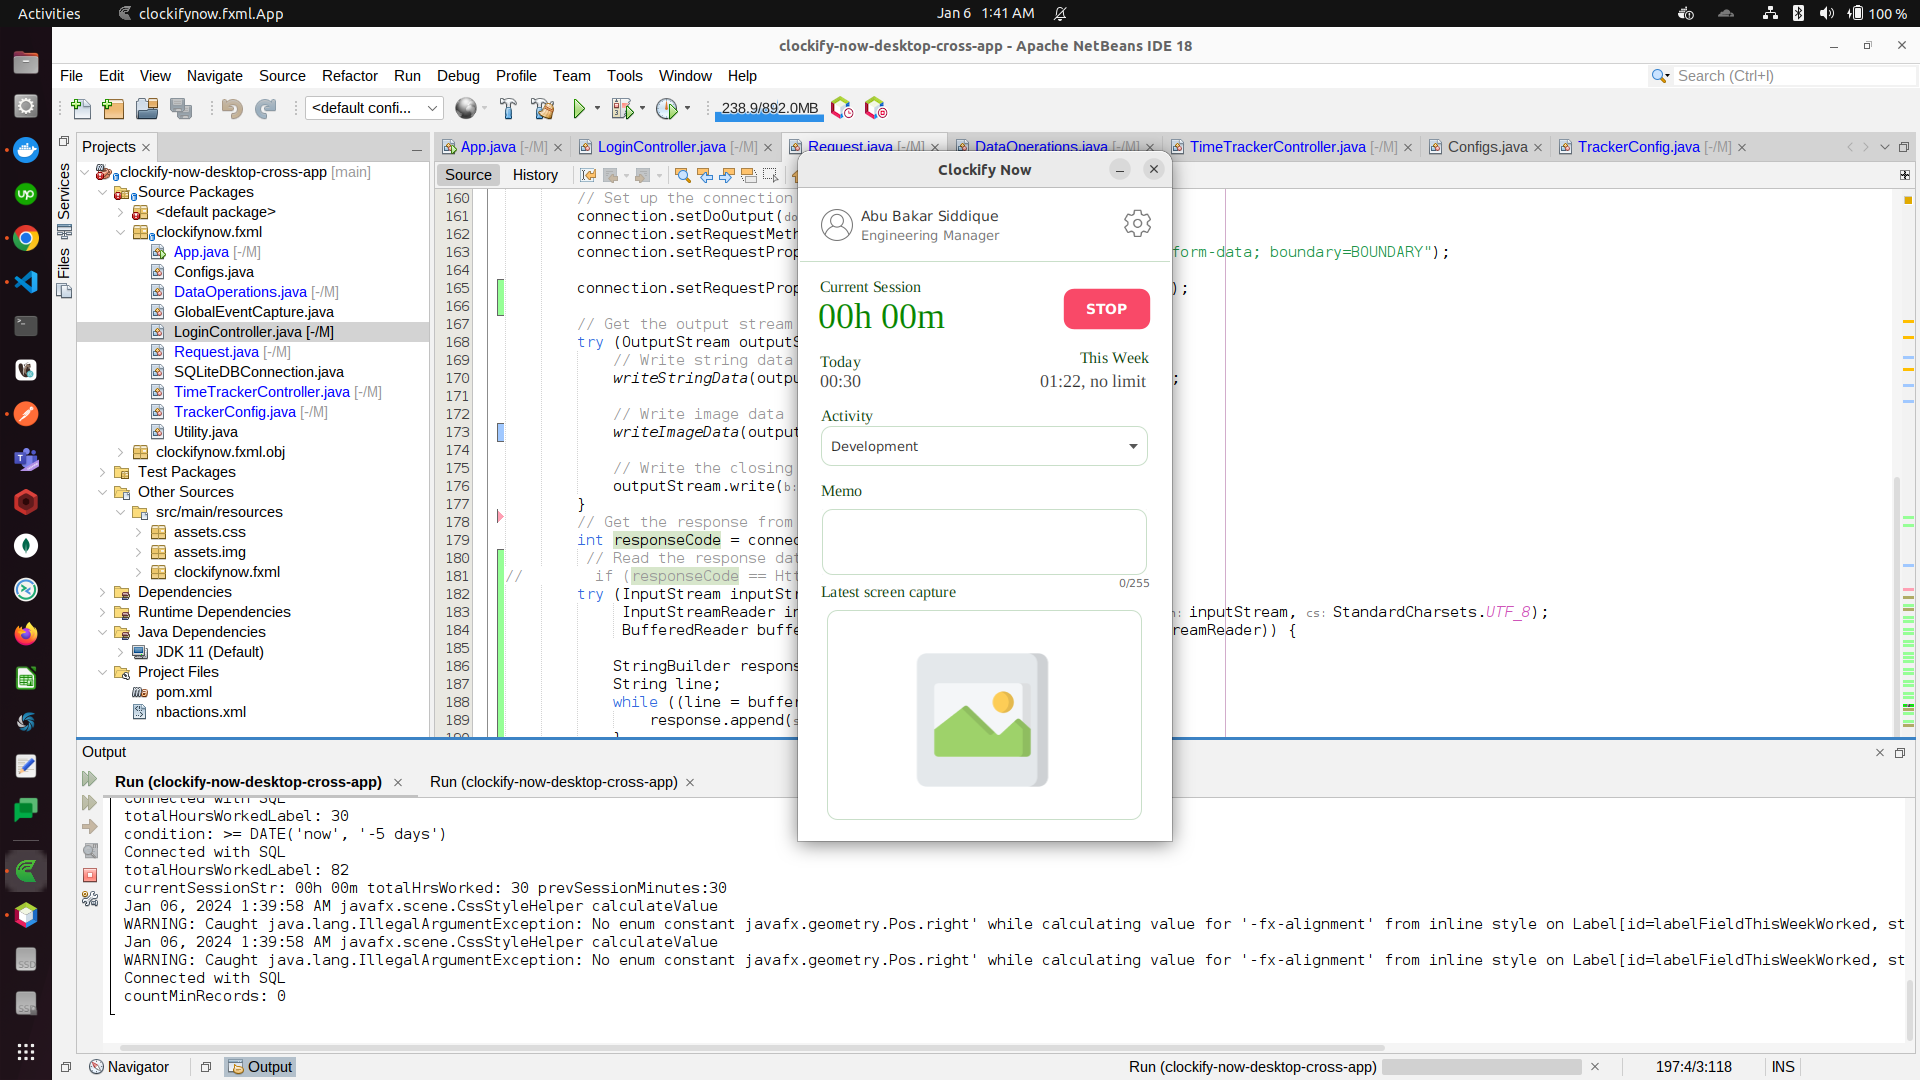 Activities
clockifynow.fxml.App
Jan 6 1:41 AM
100 %
clockify-now-desktop-cross-app - Apache NetBeans IDE 18
File Edit View Navigate Source Refactor Run Debug Profile Team Tools Window Help
Search (Ctrl+I)
<default confi...
238.9/892.0MB
Projects
Services
Files
clockify-now-desktop-cross-app [main]
Source Packages
<default package>
clockifynow.fxml
App.java [-/M]
Configs.java
DataOperations.java [-/M]
GlobalEventCapture.java
LoginController.java [-/M]
Request.java [-/M]
SQLiteDBConnection.java
TimeTrackerController.java [-/M]
TrackerConfig.java [-/M]
Utility.java
clockifynow.fxml.obj
Test Packages
Other Sources
src/main/resources
assets.css
assets.img
clockifynow.fxml
Dependencies
Runtime Dependencies
Java Dependencies
JDK 11 (Default)
Project Files
pom.xml
nbactions.xml
App.java [-/M] LoginController.java [-/M] Request.java [-/M] DataOperations.java [-/M] TimeTrackerController.java [-/M] Configs.java TrackerConfig.java [-/M]
Source History
160 // Set up the connection
161 connection.setDoOutput(do
162 connection.setRequestMeth
163 connection.setRequestProp form-data; boundary=BOUNDARY");
164
165 connection.setRequestProp );
166
167 // Get the output stream
168 try (OutputStream outputS
169 // Write string data
170 writeStringData(outpu ;
171
172 // Write image data
173 writeImageData(output
174
175 // Write the closing
176 outputStream.write(b:
177 }
178 // Get the response from
179 int responseCode = connec
180 // Read the response dat
181 // if (responseCode == Htt
182 try (InputStream inputStr
183 InputStreamReader in n: inputStream, cs: StandardCharsets.UTF_8);
184 BufferedReader buffe reamReader)) {
185
186 StringBuilder respons
187 String line;
188 while ((line = buffer
189 response.append(s
190 }
Clockify Now
Abu Bakar Siddique
Engineering Manager
Current Session
00h 00m
STOP
Today
00:30
This Week
01:22, no limit
Activity
Development
Memo
0/255
Latest screen capture
Output
Run (clockify-now-desktop-cross-app) Run (clockify-now-desktop-cross-app)
Connected with SQL
totalHoursWorkedLabel: 30
condition: >= DATE('now', '-5 days')
Connected with SQL
totalHoursWorkedLabel: 82
currentSessionStr: 00h 00m totalHrsWorked: 30 prevSessionMinutes:30
Jan 06, 2024 1:39:58 AM javafx.scene.CssStyleHelper calculateValue
WARNING: Caught java.lang.IllegalArgumentException: No enum constant javafx.geometry.Pos.right' while calculating value for '-fx-alignment' from inline style on Label[id=labelFieldThisWeekWorked, st
Jan 06, 2024 1:39:58 AM javafx.scene.CssStyleHelper calculateValue
WARNING: Caught java.lang.IllegalArgumentException: No enum constant javafx.geometry.Pos.right' while calculating value for '-fx-alignment' from inline style on Label[id=labelFieldThisWeekWorked, st
Connected with SQL
countMinRecords: 0
Navigator
Output
Run (clockify-now-desktop-cross-app)
197:4/3:118
INS